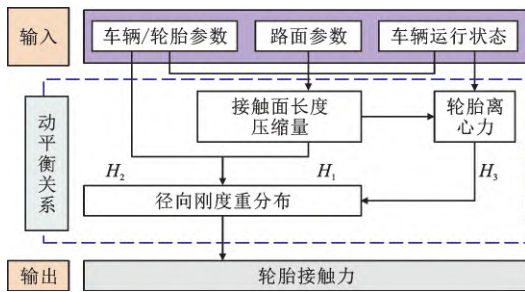 输入
车辆/轮胎参数
路面参数
车辆运行状态
动平衡关系
接触面长度
压缩量
轮胎离
心力
H2
H1
H3
径向刚度重分布
输出
轮胎接触力